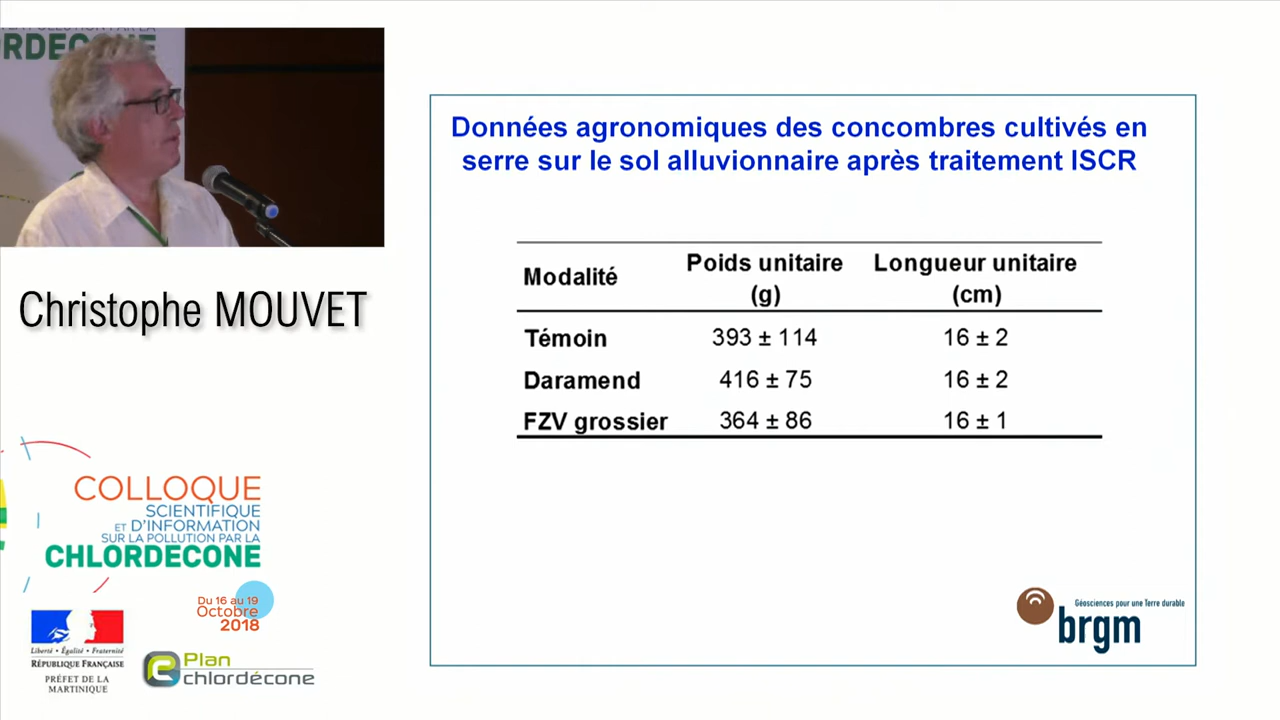 RDECONE
Données agronomiques des concombres cultivés en
serre sur le sol alluvionnaire après traitement ISCR
Modalité
Poids unitaire
(g)
Longueur unitaire
(cm)
Témoin 393 ± 114 16 ± 2
Daramend 416 ± 75 16 ± 2
FZV grossier 364 ± 86 16 ± 1
Christophe MOUVET
COLLOQUE
SCIENTIFIQUE
ET D'INFORMATION
SUR LA POLLUTION PAR LA
CHLORDECONE
Du 16 au 19
Octobre
2018
Liberté • Égalité • Fraternité
RÉPUBLIQUE FRANÇAISE
PRÉFET DE LA
MARTINIQUE
Plan
chlordécone
Géosciences pour une Terre durable
brgm